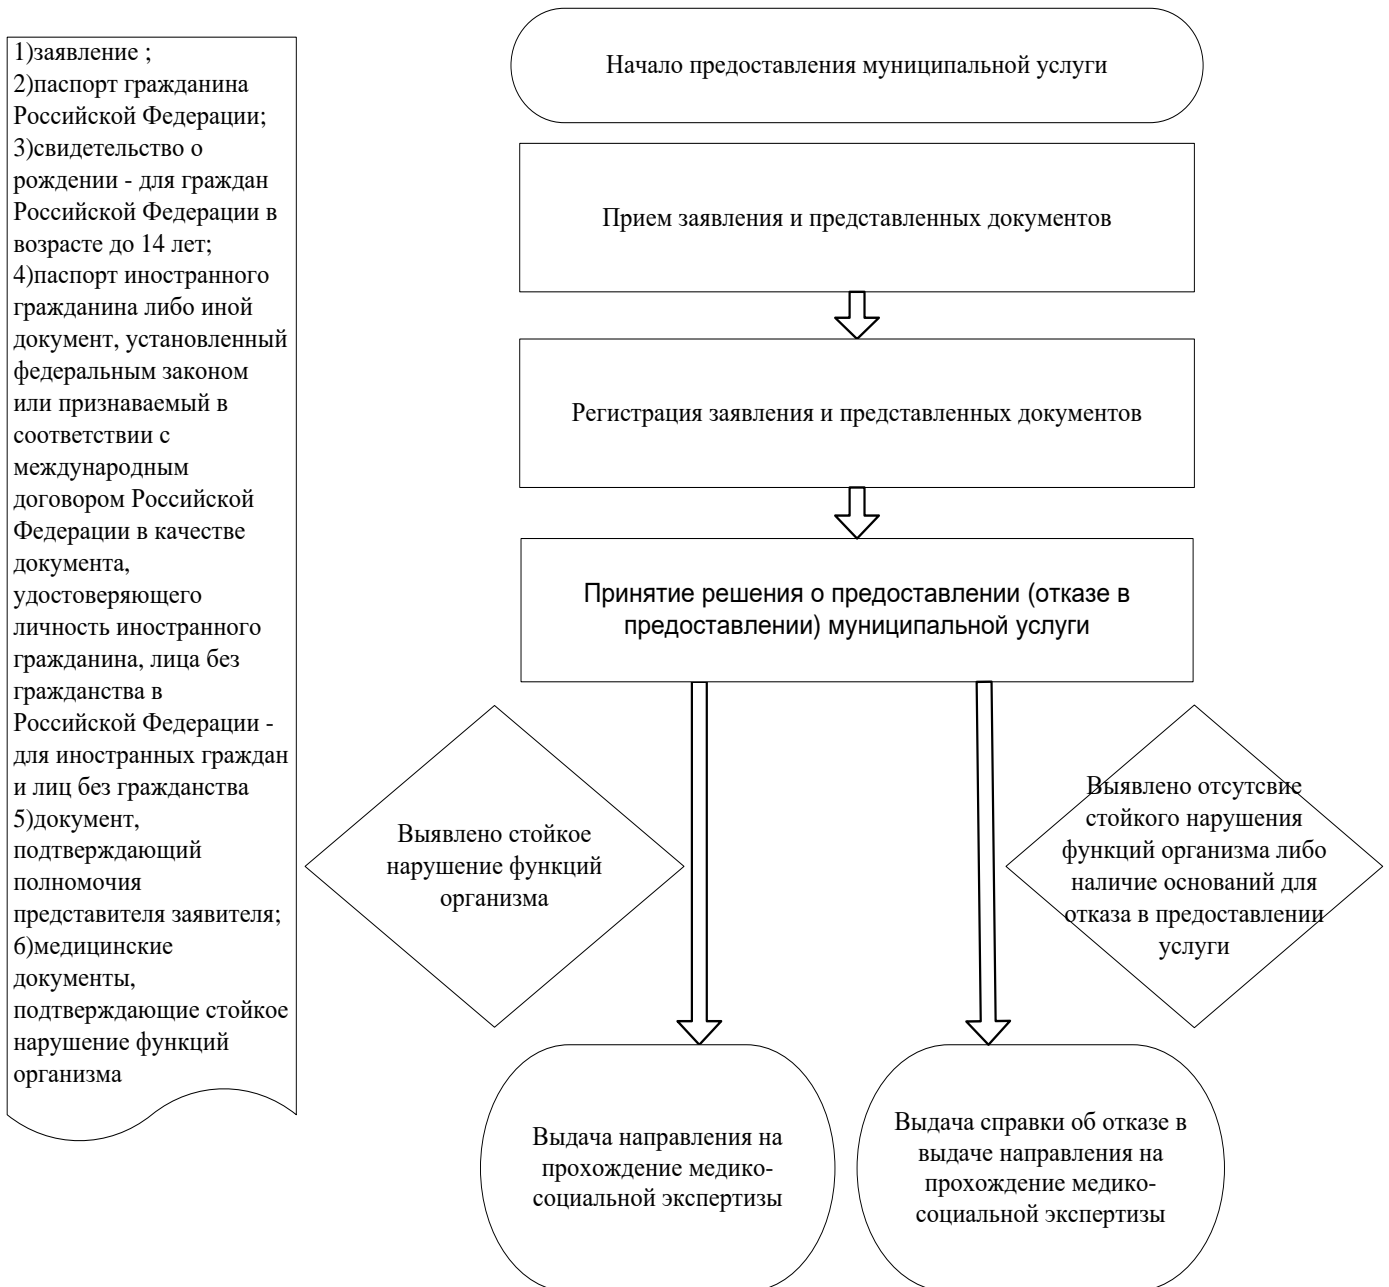 1)заявление ;
2)паспорт гражданина
Российской Федерации;
3)свидетельство о
рождении - для граждан
Российской Федерации в
возрасте до 14 лет;
4)паспорт иностранного
гражданина либо иной
документ, установленный
федеральным законом
или признаваемый в
соответствии с
международным
договором Российской
Федерации в качестве
документа,
удостоверяющего
личность иностранного
гражданина, лица без
гражданства в
Российской Федерации -
для иностранных граждан
и лиц без гражданства
5)документ,
подтверждающий
полномочия
представителя заявителя;
6)медицинские
документы,
подтверждающие стойкое
нарушение функций
организма
Начало предоставления муниципальной услуги
Прием заявления и представленных документов
Регистрация заявления и представленных документов
Принятие решения о предоставлении (отказе в
предоставлении) муниципальной услуги
Выявлено стойкое
нарушение функций
организма
Выявлено отсутсвие
стойкого нарушения
функций организма либо
наличие оснований для
отказа в предоставлении
услуги
Выдача направления на
прохождение медико-
социальной экспертизы
Выдача справки об отказе в
выдаче направления на
прохождение медико-
социальной экспертизы